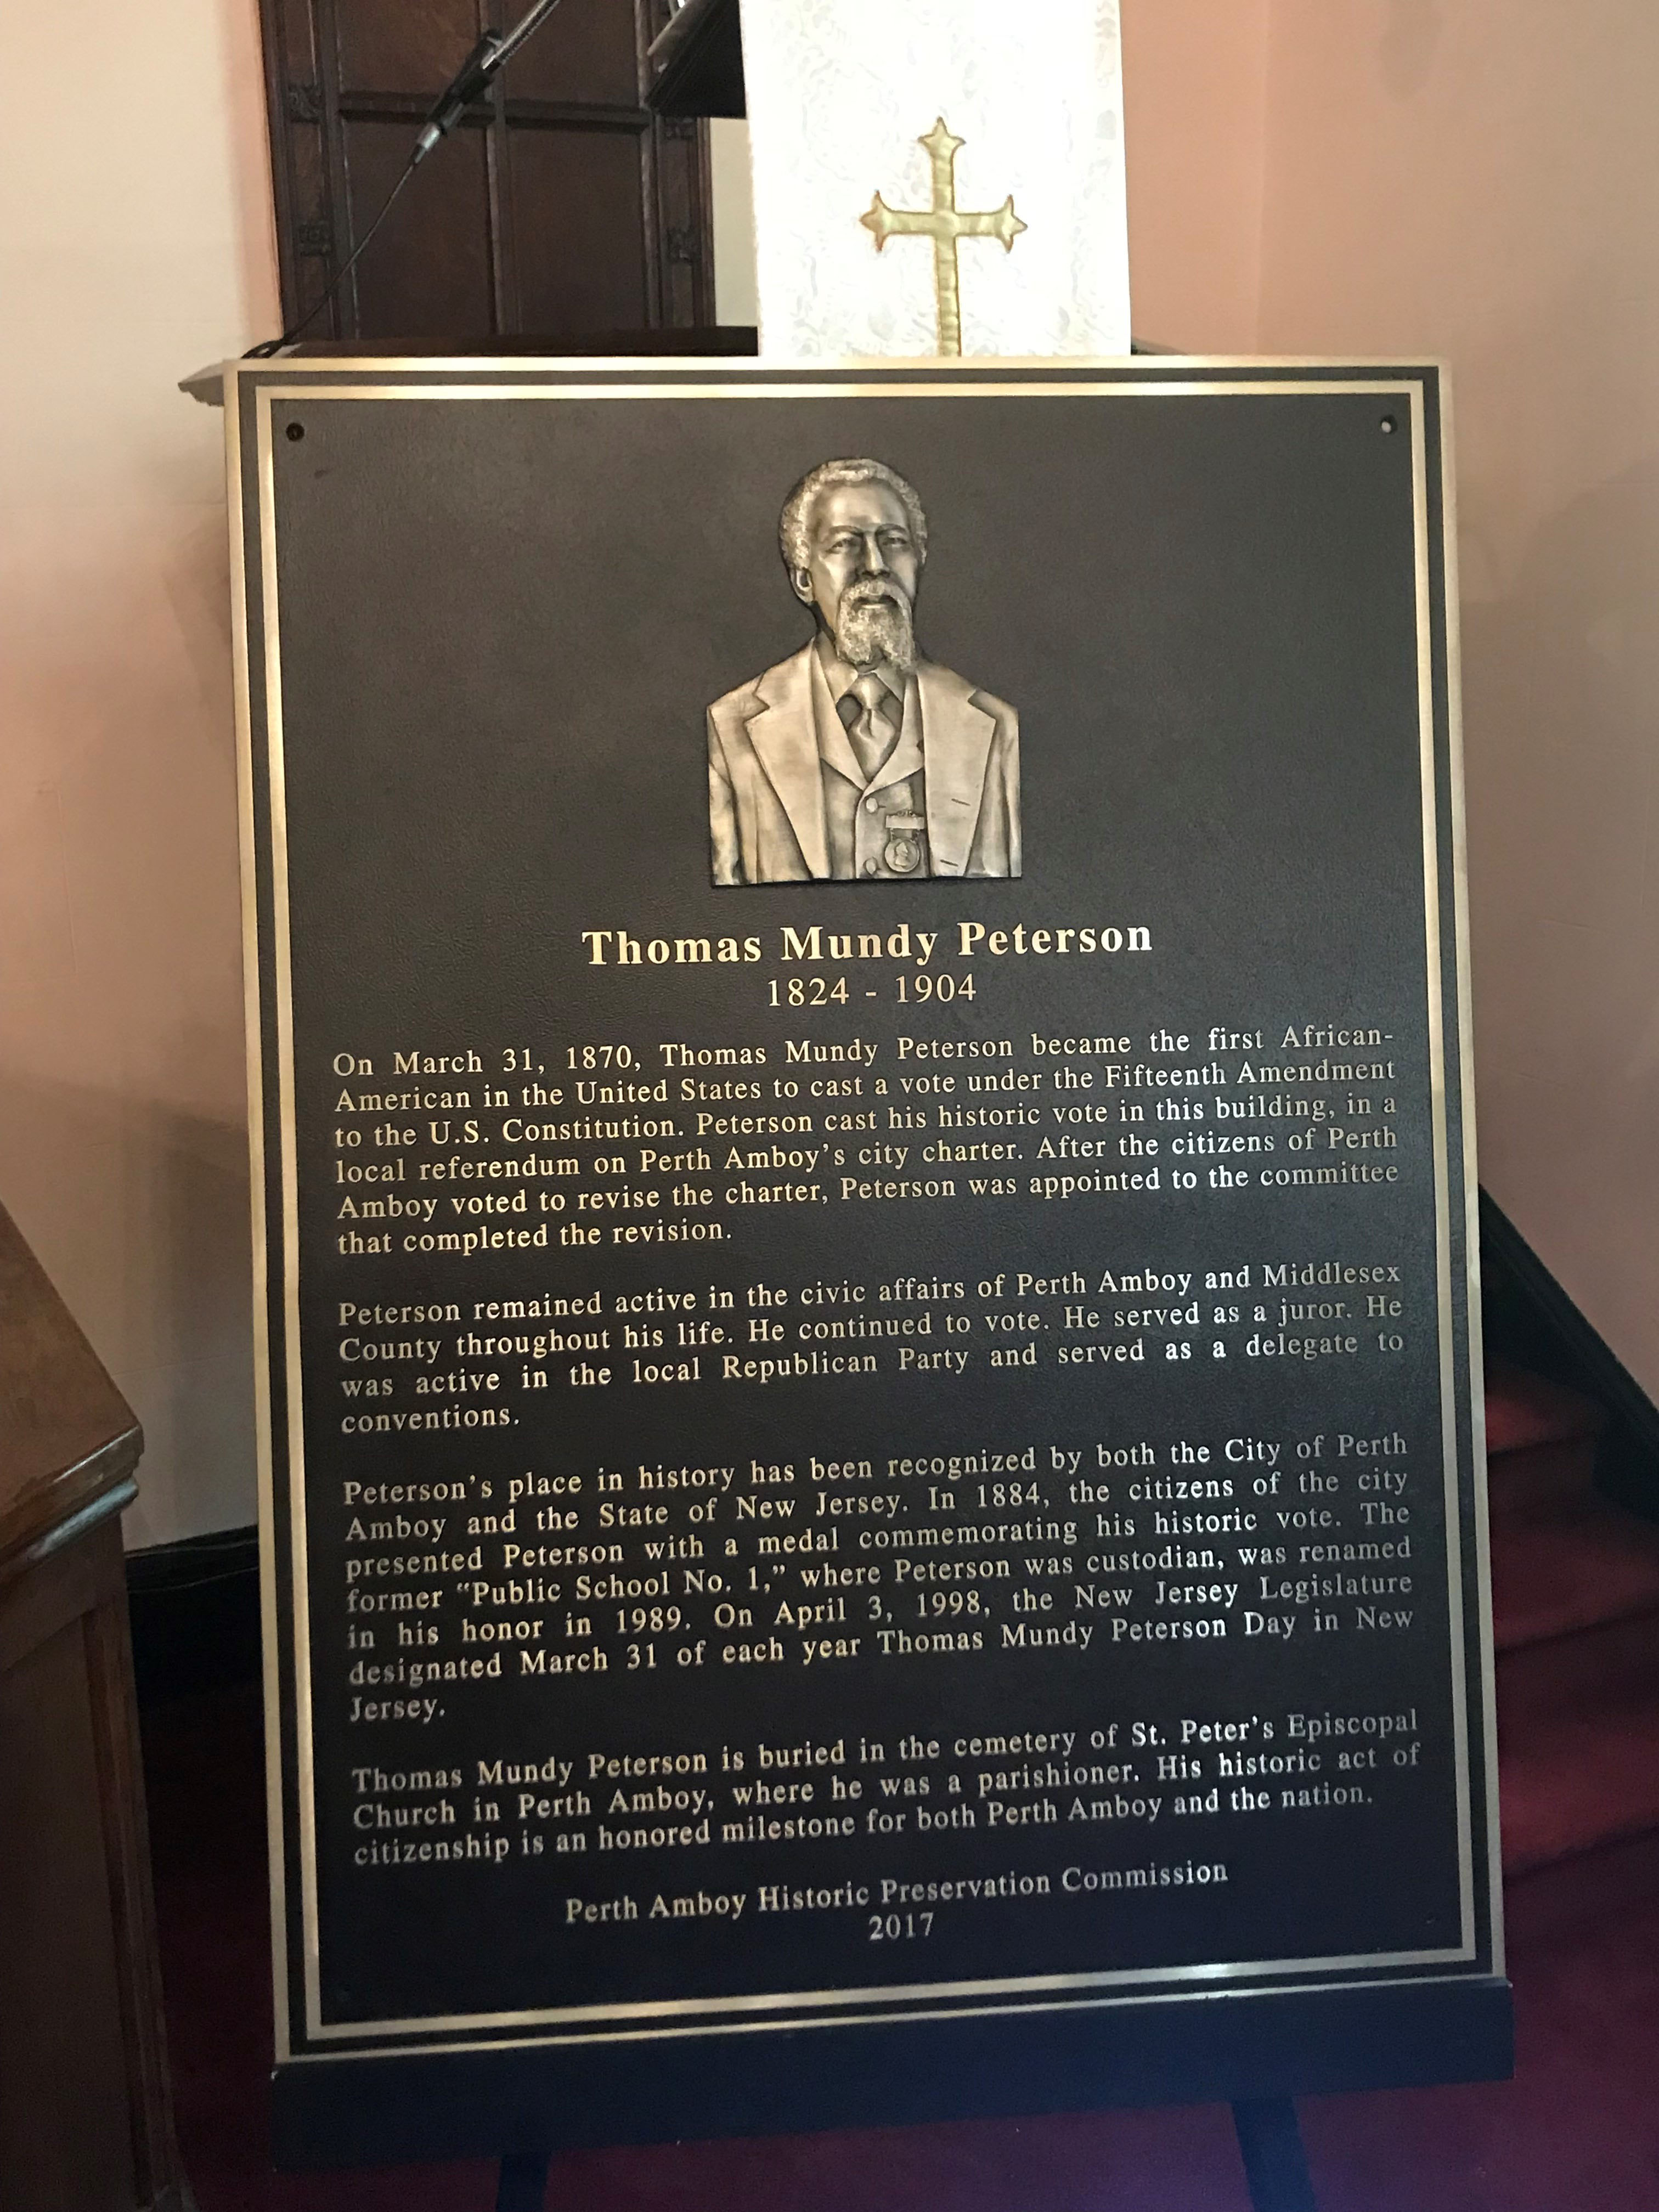 Thomas Mundy Peterson
1824 - 1904
On March 31, 1870, Thomas Mundy Peterson became the first African-
American in the United States to cast a vote under the Fifteenth Amendment
to the U.S. Constitution. Peterson cast his historic vote in this building, in a
local referendum on Perth Amboy's city charter. After the citizens of Perth
Amboy voted to revise the charter, Peterson was appointed to the committee
that completed the revision.
Peterson remained active in the civic affairs of Perth Amboy and Middlesex
County throughout his life. He continued to vote. He served as a juror. He
was active in the local Republican Party and served as a delegate to
conventions.
Peterson's place in history has been recognized by both the City of Perth
Amboy and the State of New Jersey. In 1884, the citizens of the city
presented Peterson with a medal commemorating his historic vote. The
former “Public School No. 1,” where Peterson was custodian, was renamed
in his honor in 1989. On April 3, 1998, the New Jersey Legislature
designated March 31 of each year Thomas Mundy Peterson Day in New
Jersey.
Thomas Mundy Peterson is buried in the cemetery of St. Peter's Episcopal
Church in Perth Amboy, where he was a parishioner. His historic act of
citizenship is an honored milestone for both Perth Amboy and the nation.
Perth Amboy Historic Preservation Commission
2017